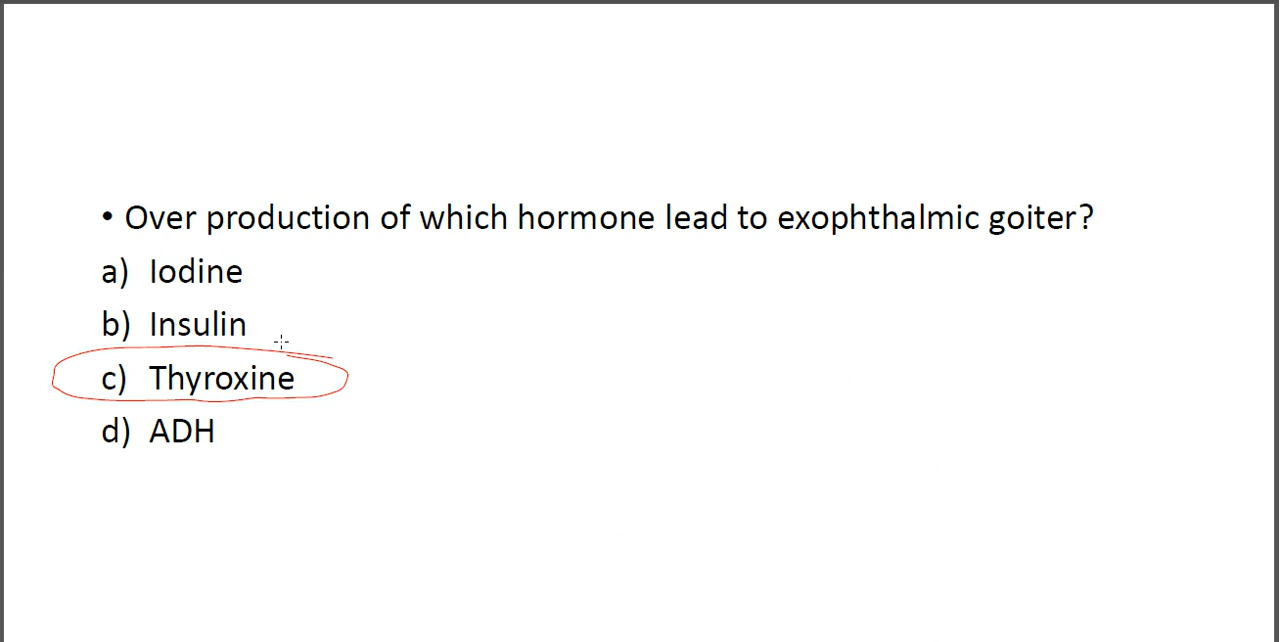 • Over production of which hormone lead to exophthalmic goiter?
a) Iodine
b) Insulin
c) Thyroxine
d) ADH